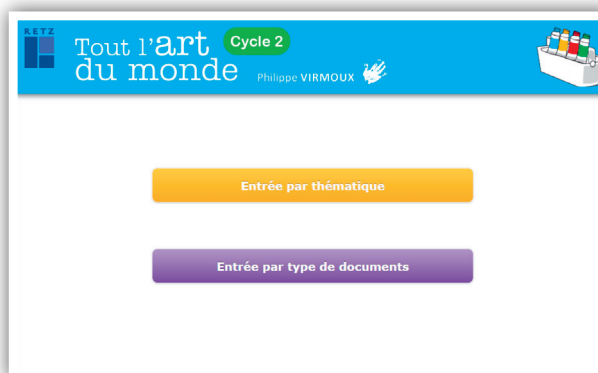 RETZ
Tout l'art Cycle 2
du monde Philippe VIRMOUX
Entrée par thématique
Entrée par type de documents